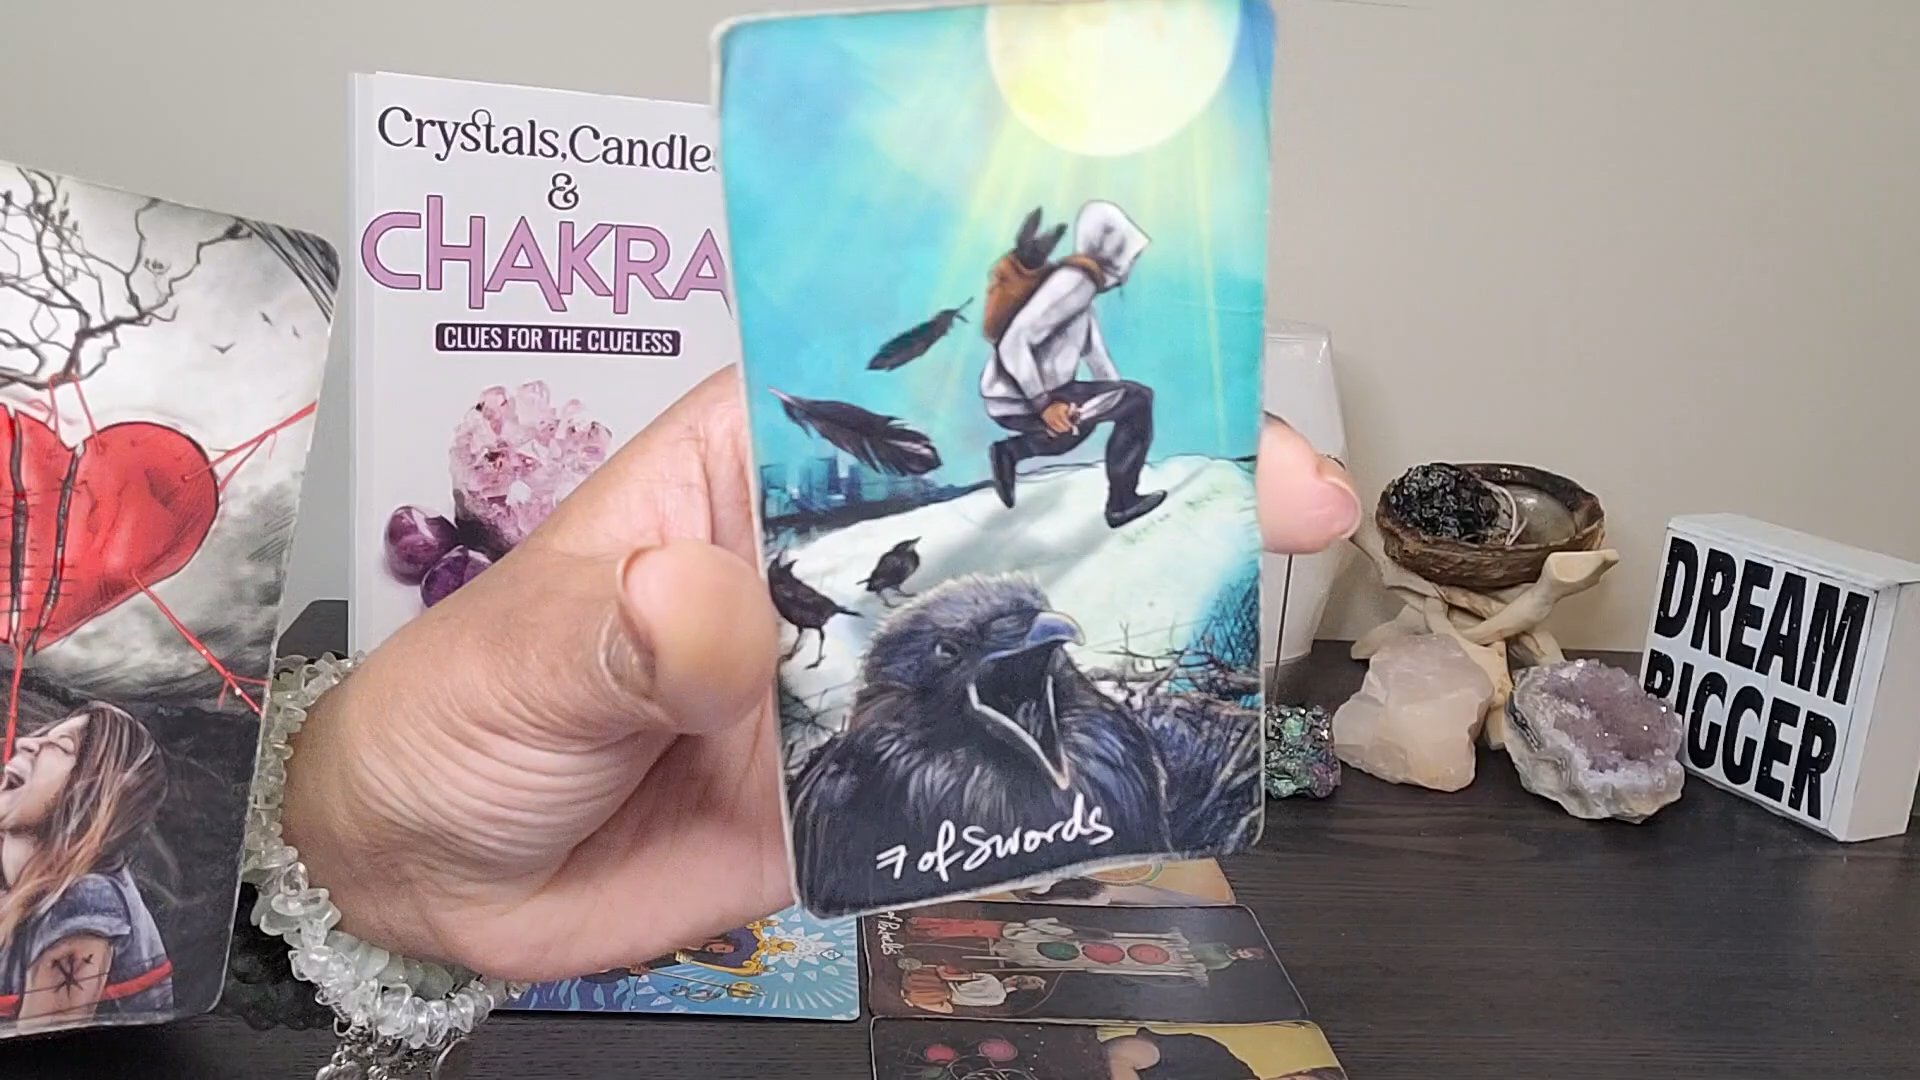 Crystals,Candles
&
CHAKRA
CLUES FOR THE CLUELESS
7 of Swords
DREAM
BIGGER